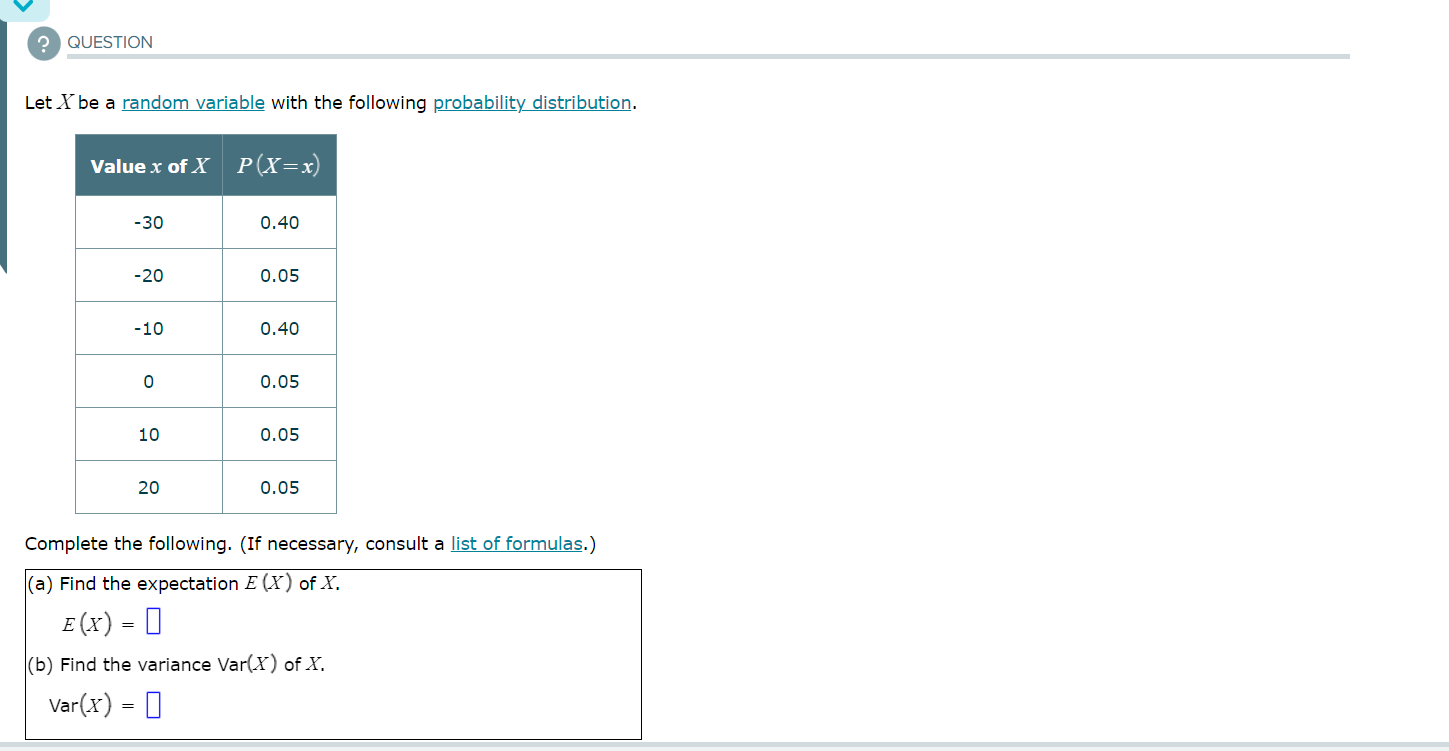 ? QUESTION
Let X be a random variable with the following probability distribution.
Value x of X P(X=x)
-30 0.40
-20 0.05
-10 0.40
0 0.05
10 0.05
20 0.05
Complete the following. (If necessary, consult a list of formulas.)
(a) Find the expectation E(X) of X.
E(X) =
(b) Find the variance Var(X) of X.
Var(X) =